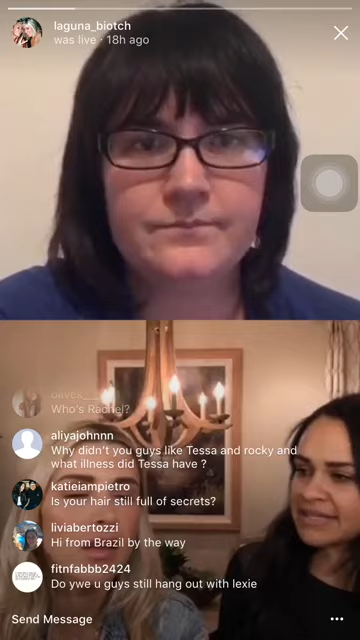 laguna_biotch
was live · 18h ago
Who's Rachel?
aliyajohnnn
Why didn't you guys like Tessa and rocky and
what illness did Tessa have ?
katieiampietro
Is your hair still full of secrets?
liviabertozzi
Hi from Brazil by the way
fitnfabbb2424
Do ywe u guys still hang out with lexie
Send Message